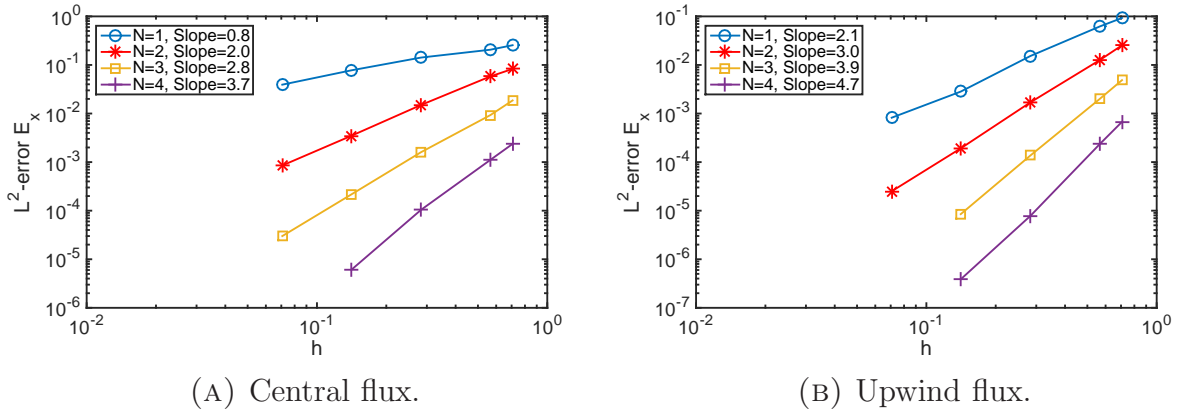 N=1, Slope=0.8
N=2, Slope=2.0
N=3, Slope=2.8
N=4, Slope=3.7
10^0
10^-1
10^-2
10^-3
10^-4
10^-5
10^-6
L^2-error E_x
10^-2
10^-1
10^0
h
(A) Central flux.
N=1, Slope=2.1
N=2, Slope=3.0
N=3, Slope=3.9
N=4, Slope=4.7
10^-1
10^-2
10^-3
10^-4
10^-5
10^-6
10^-7
L^2-error E_x
10^-2
10^-1
10^0
h
(B) Upwind flux.